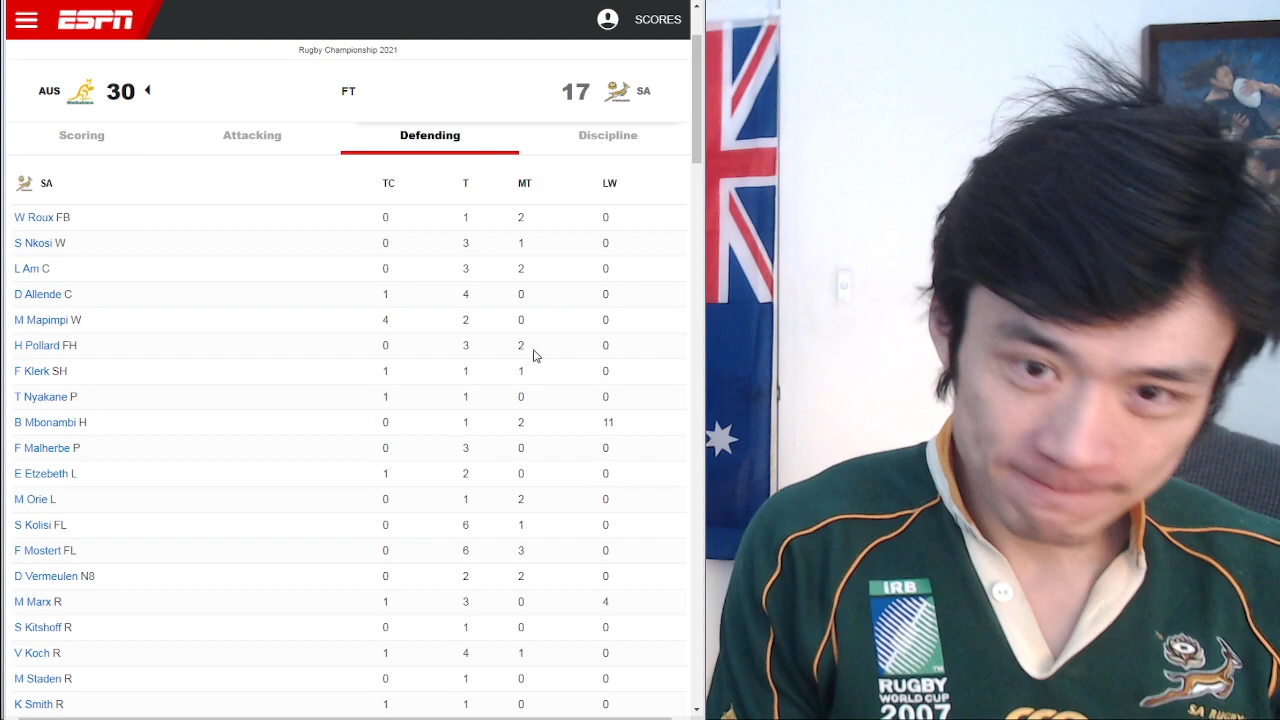 ESPN SCORES
Rugby Championship 2021
AUS 30 FT 17 SA
Scoring Attacking Defending Discipline
SA TC T MT LW
W Roux FB 0 1 2 0
S Nkosi W 0 3 1 0
L Am C 0 3 2 0
D Allende C 1 4 0 0
M Mapimpi W 4 2 0 0
H Pollard FH 0 3 2 0
F Klerk SH 1 1 1 0
T Nyakane P 1 1 0 0
B Mbonambi H 0 1 2 11
F Malherbe P 0 3 0 0
E Etzebeth L 1 2 0 0
M Orie L 0 1 2 0
S Kolisi FL 0 6 1 0
F Mostert FL 0 6 3 0
D Vermeulen N8 0 2 2 0
M Marx R 1 3 0 4
S Kitshoff R 0 1 0 0
V Koch R 1 4 1 0
M Staden R 0 1 0 0
K Smith R 1 1 0 0
IRB
TM
RUGBY
WORLD CUP
2007
SA RUGBY